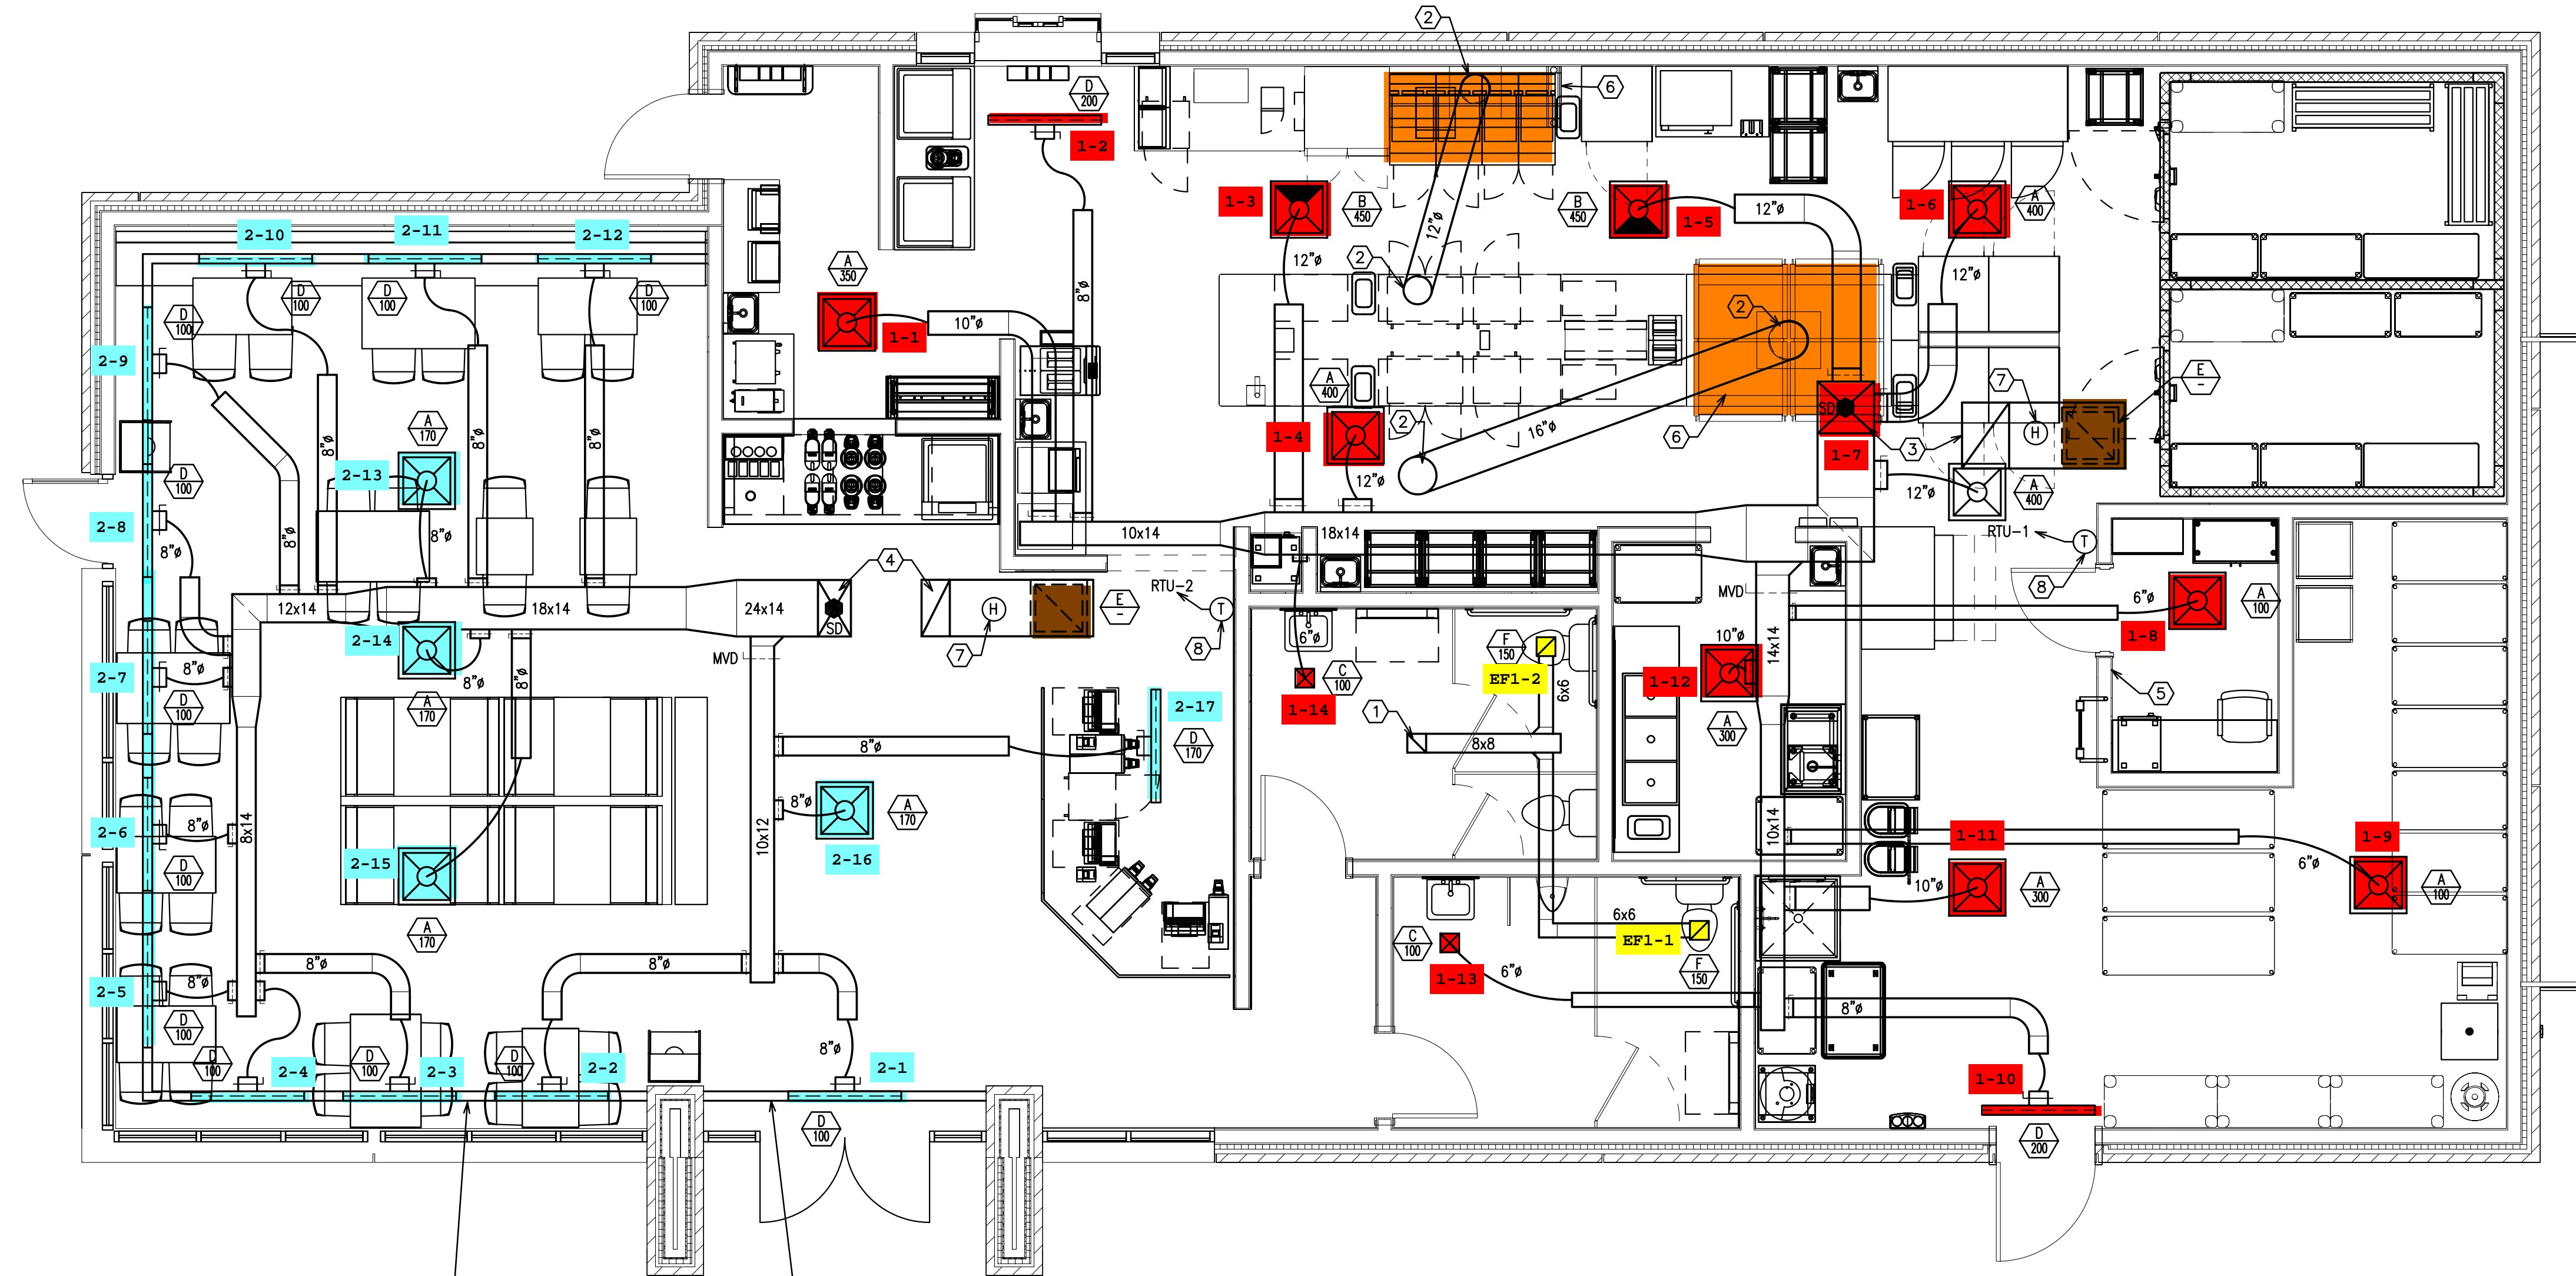 2
D
200
1-2
6
1-3
B
450
12"ø
B
450
1-5
12"ø
1-6
A
400
2-10
2-11
2-12
A
350
8"ø
12"ø
2
12"ø
D
100
D
100
D
100
D
100
1-1
10"ø
2
2-9
A
400
7
E
-
8"ø
8"ø
8"ø
A
170
1-4
2
16"ø
6
SD
1-7
3
H
2-13
D
100
12"ø
12"ø
A
400
2-8
8"ø
8"ø
8"ø
10x14
18x14
RTU-1
T
4
RTU-2
MVD
8
12x14
18x14
24x14
SD
H
E
-
T
6"ø
A
100
2-14
MVD
7
8
6"ø
F
150
10"ø
14x14
1-8
2-7
8"ø
8"ø
8"ø
C
100
EF1-2
1-12
5
D
100
A
170
2-17
1-14
1
6x6
A
300
8"ø
D
170
8x8
2-6
8"ø
8x14
8"ø
A
170
10x12
10x14
1-11
1-9
2-15
2-16
6"ø
D
100
10"ø
A
300
A
100
A
170
6x6
C
100
EF1-1
8"ø
8"ø
6"ø
F
150
2-5
8"ø
1-13
D
100
8"ø
8"ø
D
100
2-4
D
100
2-3
D
100
2-2
2-1
1-10
D
100
D
200